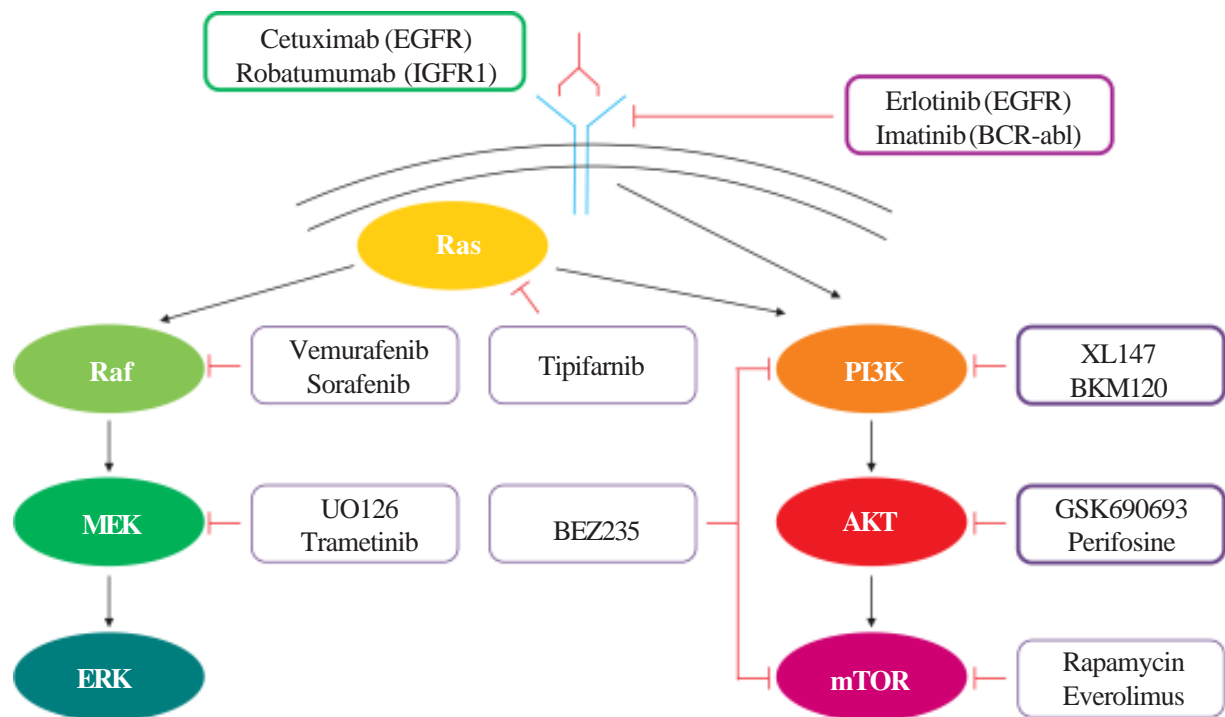 Cetuximab (EGFR)
Robatumumab (IGFR1)
Erlotinib (EGFR)
Imatinib (BCR-abl)
Ras
Raf
Vemurafenib
Sorafenib
Tipifarnib
PI3K
XL147
BKM120
MEK
UO126
Trametinib
BEZ235
AKT
GSK690693
Perifosine
ERK
mTOR
Rapamycin
Everolimus